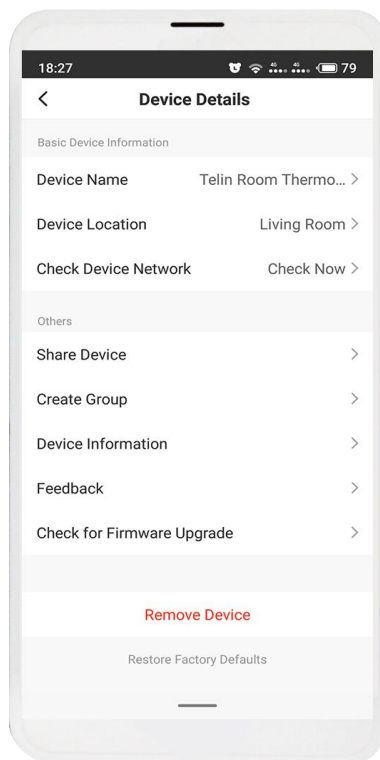 18:27 4G 4G 79
Device Details
Basic Device Information
Device Name Telin Room Thermo...
Device Location Living Room
Check Device Network Check Now
Others
Share Device
Create Group
Device Information
Feedback
Check for Firmware Upgrade
Remove Device
Restore Factory Defaults